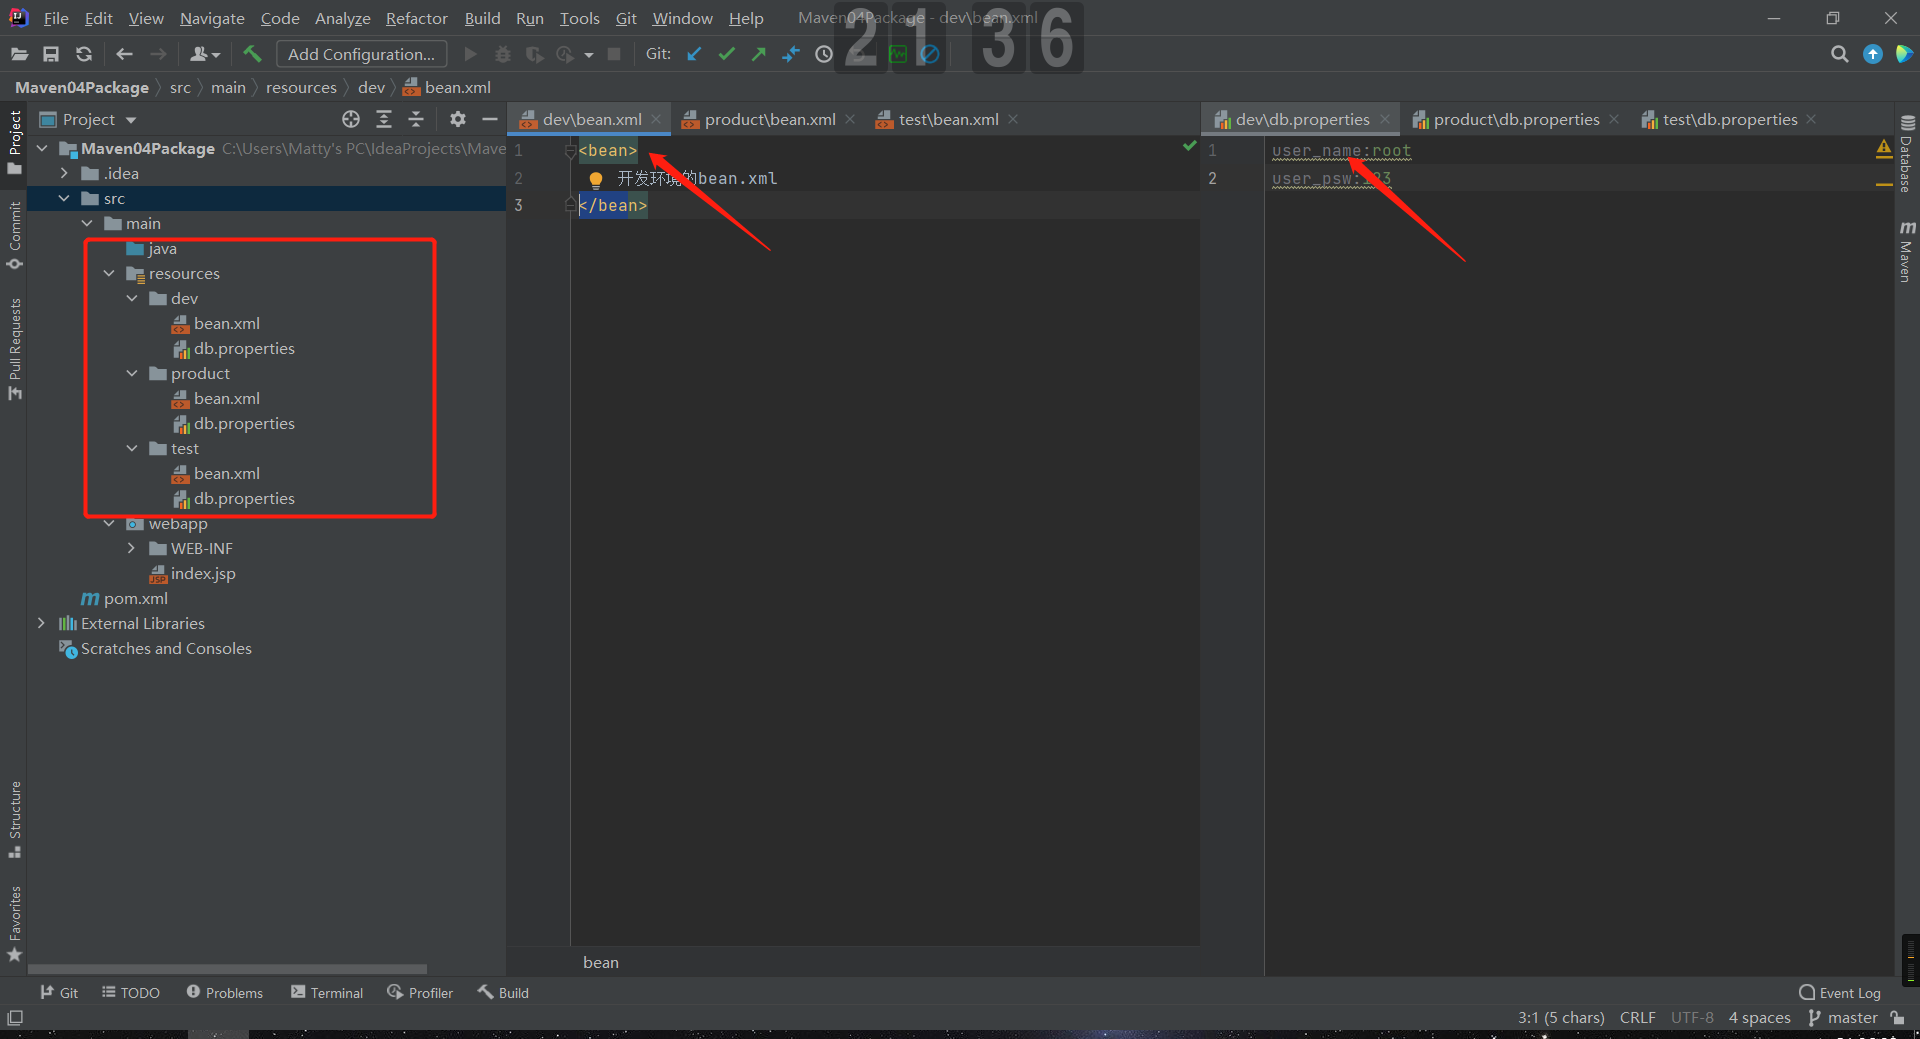 File Edit View Navigate Code Analyze Refactor Build Run Tools Git Window Help Maven04Package - dev\bean.xml
21 36
Add Configuration... Git:
Maven04Package src main resources dev bean.xml
Project
dev\bean.xml product\bean.xml test\bean.xml dev\db.properties product\db.properties test\db.properties
Maven04Package C:\Users\Matty's PC\IdeaProjects\Mave
.idea
src
main
java
resources
dev
bean.xml
db.properties
product
bean.xml
db.properties
test
bean.xml
db.properties
webapp
WEB-INF
index.jsp
JSP
pom.xml
External Libraries
Scratches and Consoles
1 <bean>
2 开发环境的bean.xml
3 </bean>
bean
1 user_name:root
2 user_psw:123
Project
Commit
Pull Requests
Structure
Favorites
Database
Maven
Git TODO Problems Terminal Profiler Build Event Log
3:1 (5 chars) CRLF UTF-8 4 spaces master